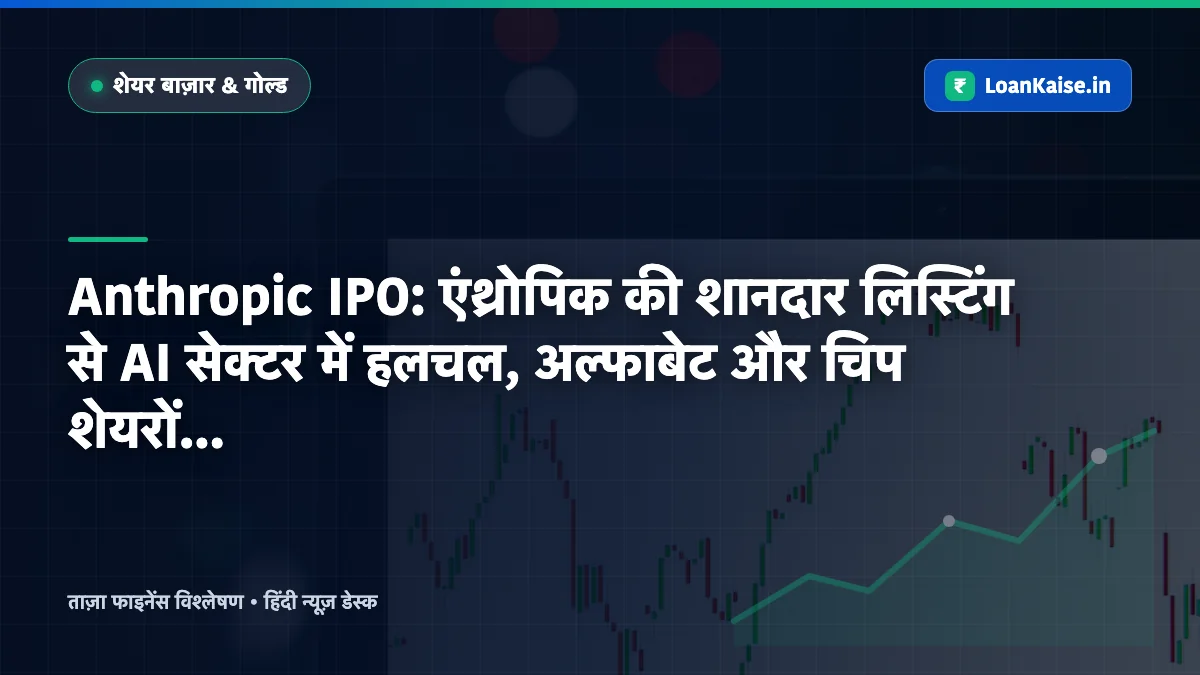 शेयर बाज़ार & गोल्ड
₹ LoanKaise.in
Anthropic IPO: एंथ्रोपिक की शानदार लिस्टिंग
से AI सेक्टर में हलचल, अल्फाबेट और चिप
शेयरों...
ताज़ा फाइनेंस विश्लेषण • हिंदी न्यूज़ डेस्क